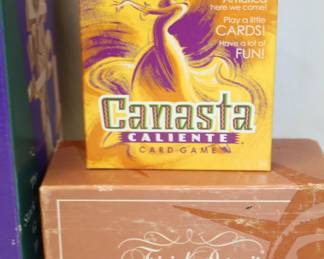 here we come!
Play a little
CARDS!
Have a lot of
FUN!
Canasta
CALIENTE
CARD GAME